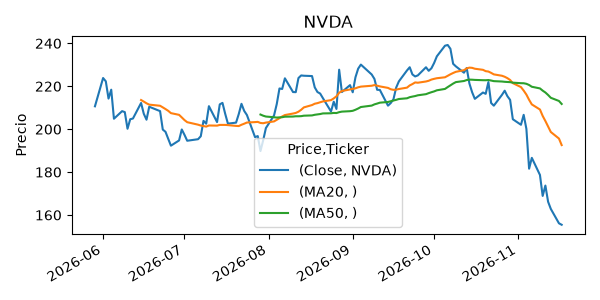 NVDA
240
220
200
180
160
Precio
Price,Ticker
(Close, NVDA)
(MA20, )
(MA50, )
2026-06
2026-07
2026-08
2026-09
2026-10
2026-11